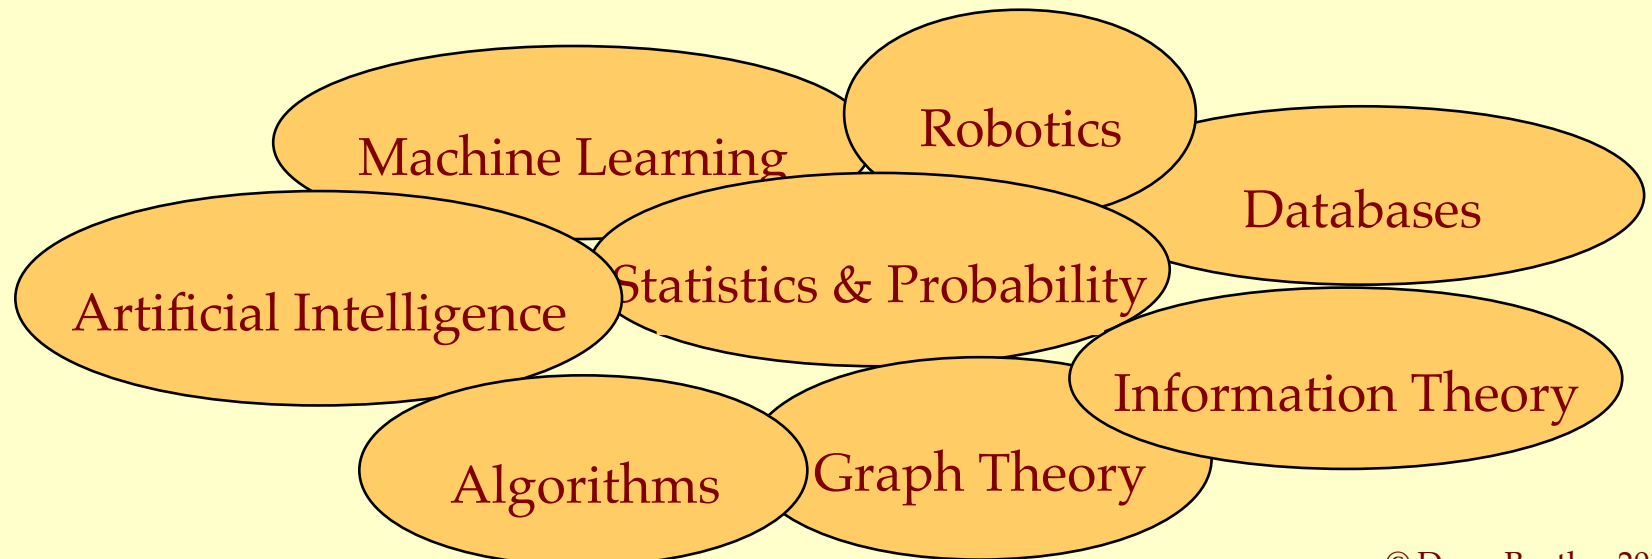 Robotics
Machine Learning
Databases
Statistics & Probability
Artificial Intelligence
Information Theory
Graph Theory
Algorithms
©